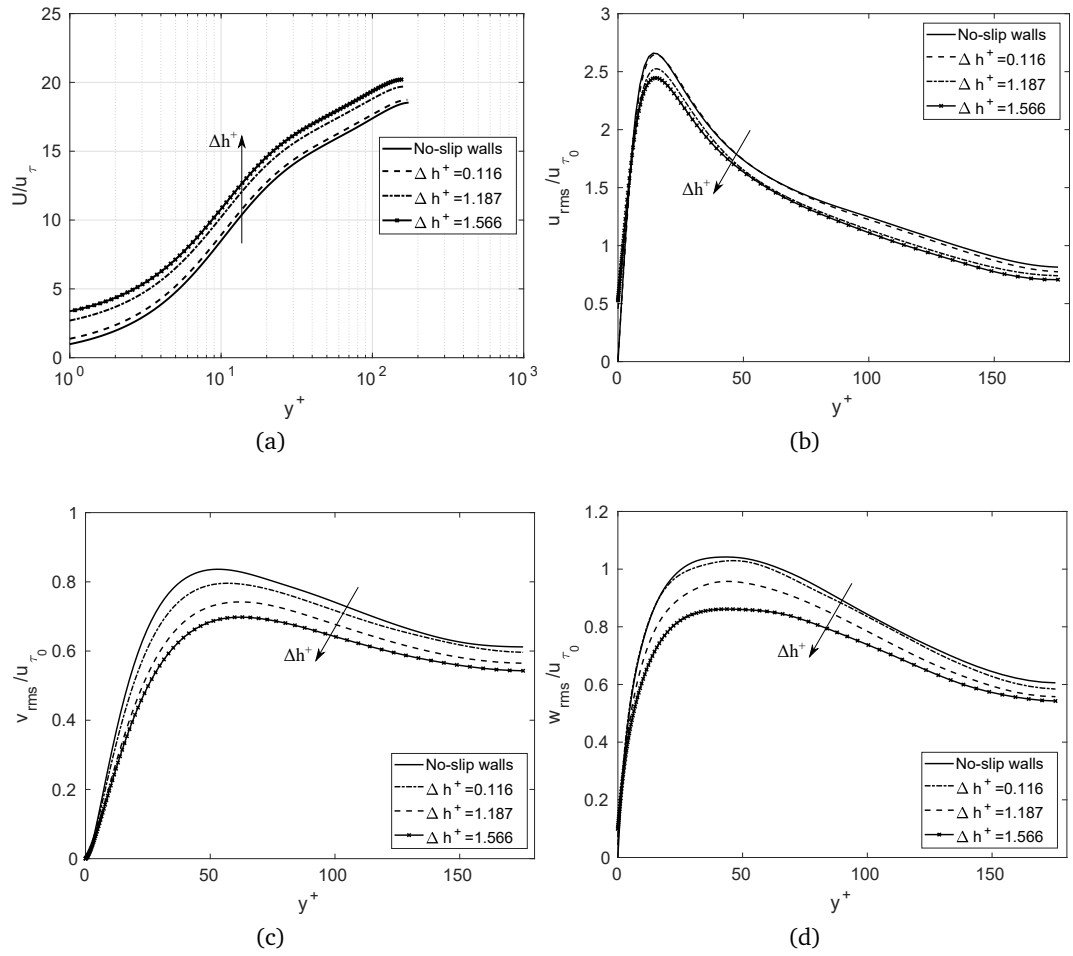 25
20
15
10
5
0
U/u_τ
Δh⁺
No-slip walls
Δ h⁺=0.116
Δ h⁺=1.187
Δ h⁺=1.566
10⁰
10¹
10²
10³
y⁺
(a)
3
2.5
2
1.5
1
0.5
0
u_rms/u_τ₀
Δh⁺
No-slip walls
Δ h⁺=0.116
Δ h⁺=1.187
Δ h⁺=1.566
0
50
100
150
y⁺
(b)
1
0.8
0.6
0.4
0.2
0
v_rms/u_τ₀
Δh⁺
No-slip walls
Δ h⁺=0.116
Δ h⁺=1.187
Δ h⁺=1.566
0
50
100
150
y⁺
(c)
1.2
1
0.8
0.6
0.4
0.2
0
w_rms/u_τ₀
Δh⁺
No-slip walls
Δ h⁺=0.116
Δ h⁺=1.187
Δ h⁺=1.566
0
50
100
150
y⁺
(d)